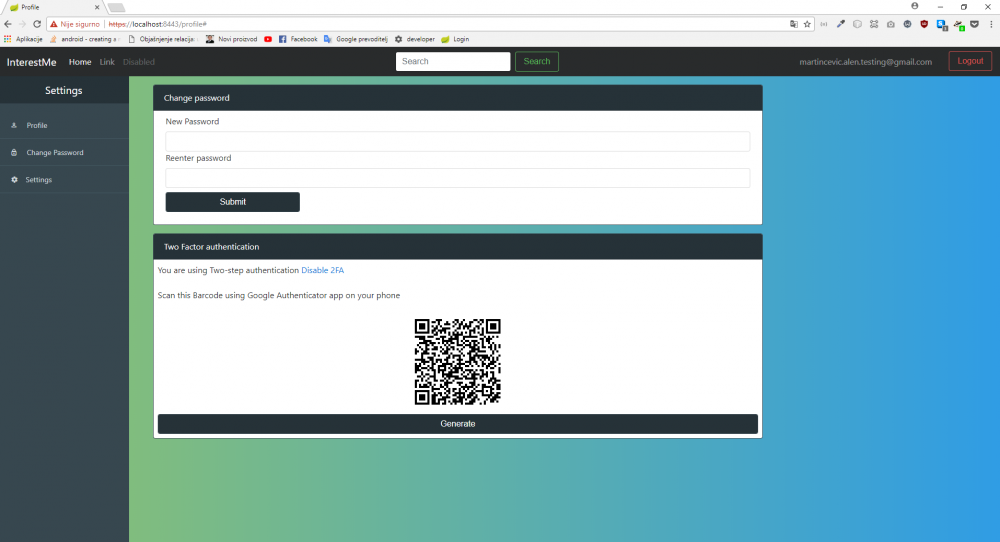 Profile
Nije sigurno | https://localhost:8443/profile#
Aplikacije android - creating a Objašnjenje relacija Novi proizvod Facebook Google prevoditelj developer Login
InterestMe Home Link Disabled Search Search martincevic.alen.testing@gmail.com Logout
Settings
Profile
Change Password
Settings
Change password
New Password
Reenter password
Submit
Two Factor authentication
You are using Two-step authentication Disable 2FA
Scan this Barcode using Google Authenticator app on your phone
Generate